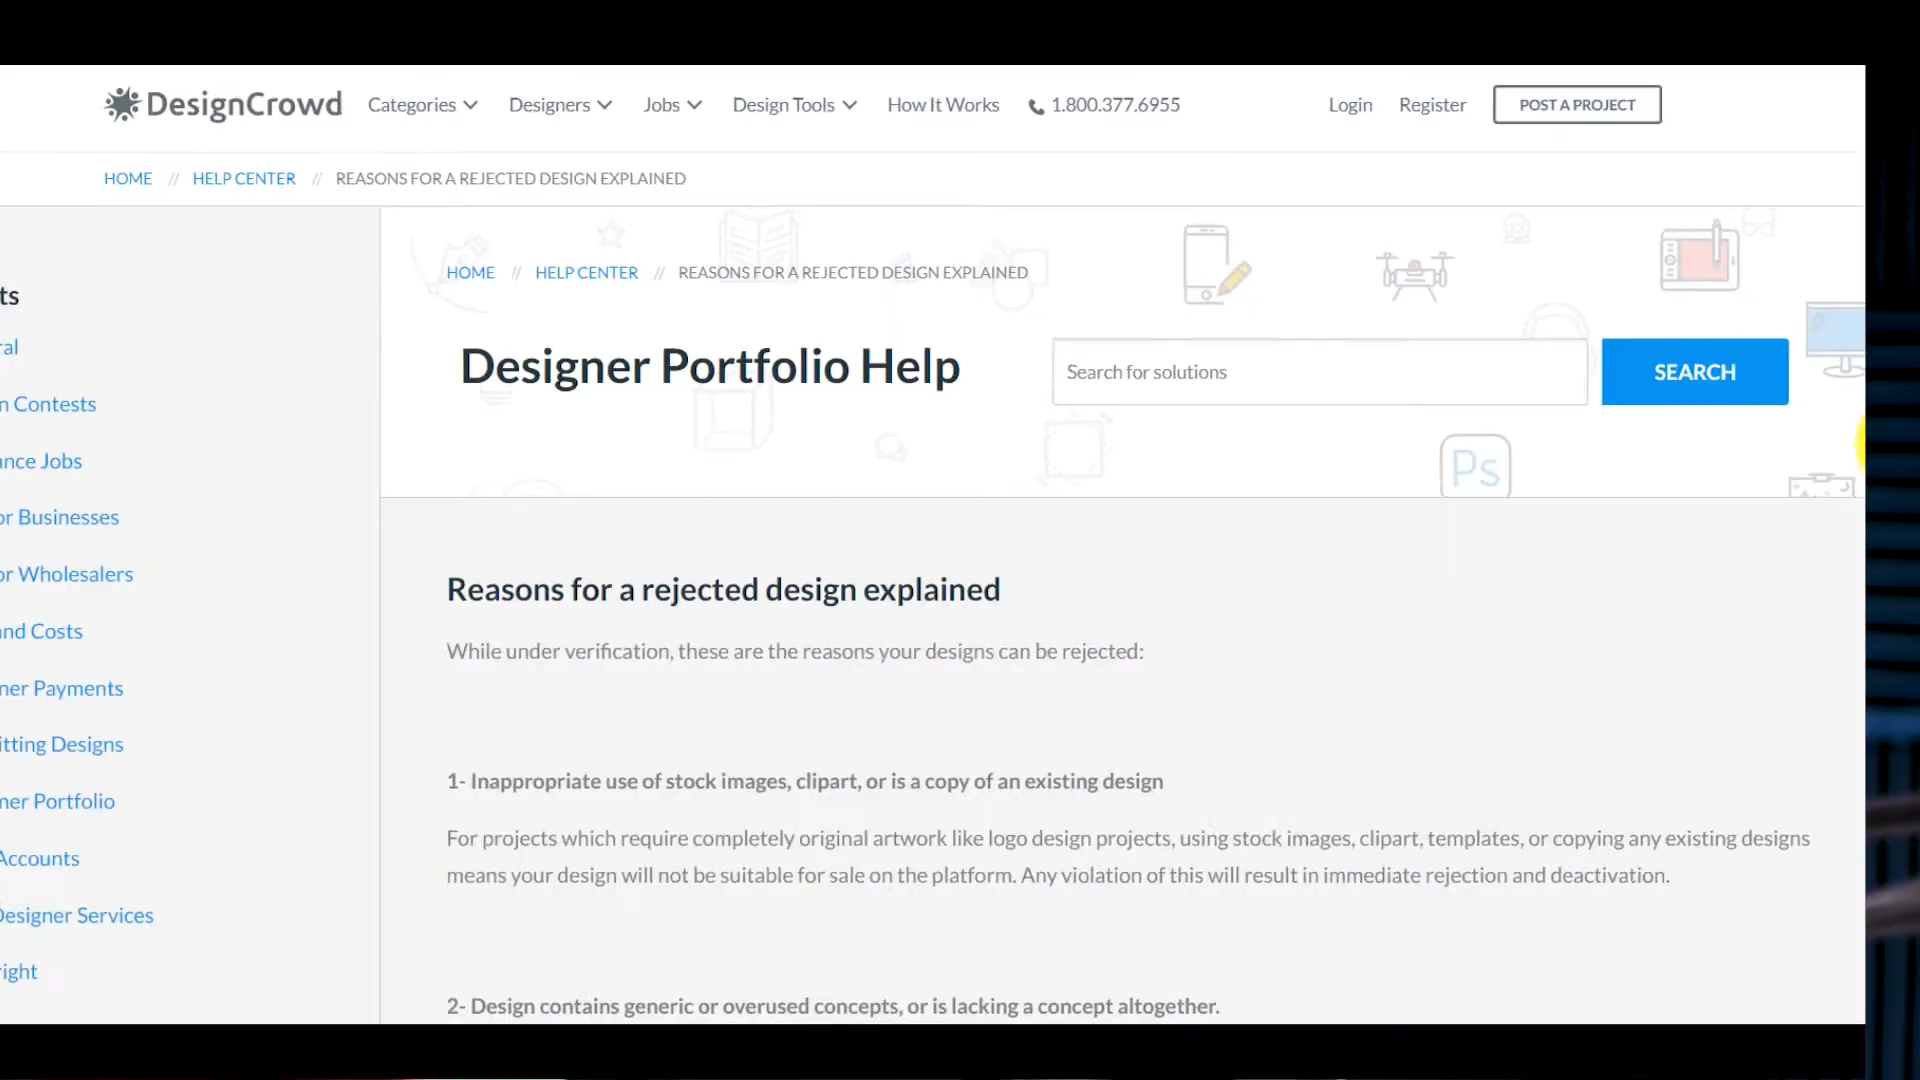 DesignCrowd Categories Designers Jobs Design Tools How It Works 1.800.377.6955 Login Register POST A PROJECT
HOME // HELP CENTER // REASONS FOR A REJECTED DESIGN EXPLAINED
HOME // HELP CENTER // REASONS FOR A REJECTED DESIGN EXPLAINED
Designer Portfolio Help
Search for solutions
SEARCH
Ps
ts
ral
n Contests
ance Jobs
or Businesses
or Wholesalers
and Costs
ner Payments
itting Designs
ner Portfolio
Accounts
Designer Services
right
Reasons for a rejected design explained
While under verification, these are the reasons your designs can be rejected:
1- Inappropriate use of stock images, clipart, or is a copy of an existing design
For projects which require completely original artwork like logo design projects, using stock images, clipart, templates, or copying any existing designs
means your design will not be suitable for sale on the platform. Any violation of this will result in immediate rejection and deactivation.
2- Design contains generic or overused concepts, or is lacking a concept altogether.